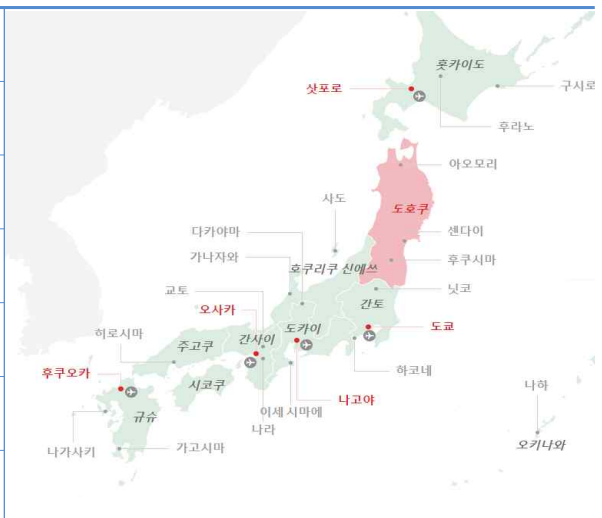 홋카이도
삿포로
구시로
후라노
아오모리
사도
도호쿠
센다이
다카야마
가나자와
호쿠리쿠 신에쓰
후쿠시마
닛코
교토
오사카
간토
도카이
간사이
도쿄
히로시마
주고쿠
하코네
후쿠오카
시코쿠
나고야
나하
이세 시마에
규슈
나라
오키나와
나가사키
가고시마